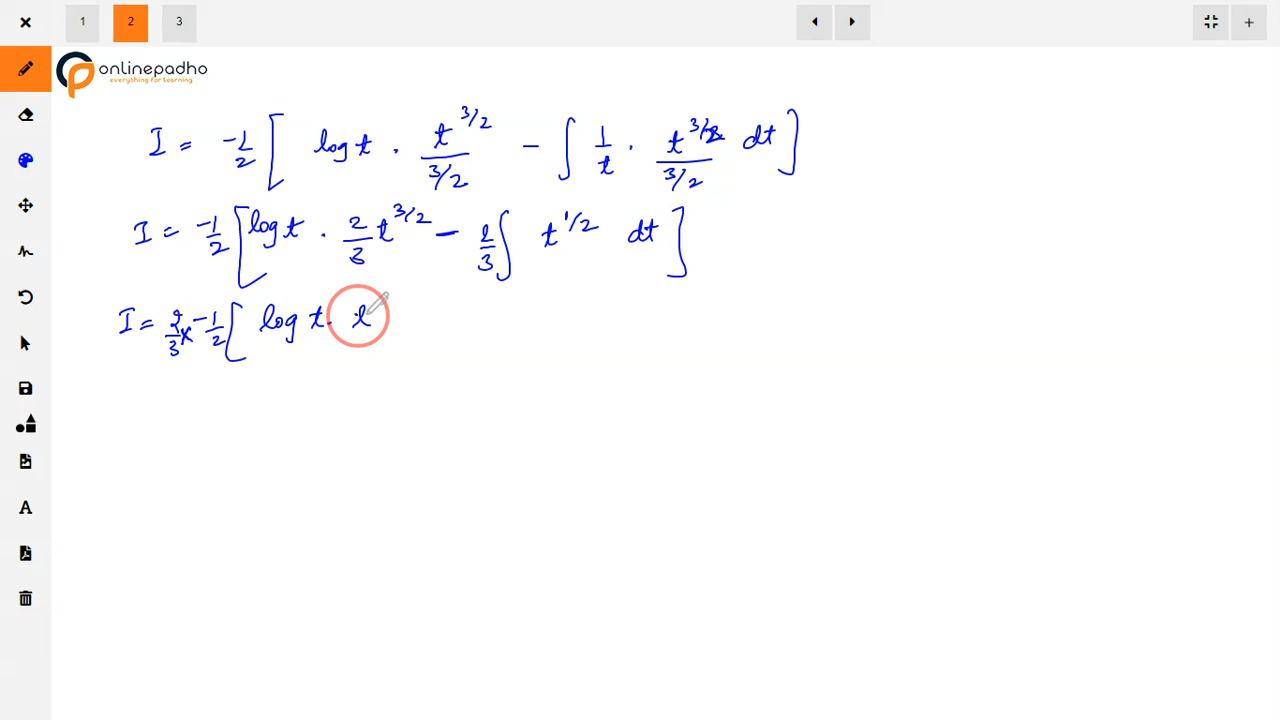 1 2 3
onlinepadho
everything for learning
I = -1/2 [ log t . t^3/2 / 3/2 - ∫ 1/t . t^3/2 / 3/2 dt ]
I = -1/2 [ log t . 2/3 t^3/2 - 2/3 ∫ t^1/2 dt ]
I = 2/3 x -1/2 [ log t . t
A